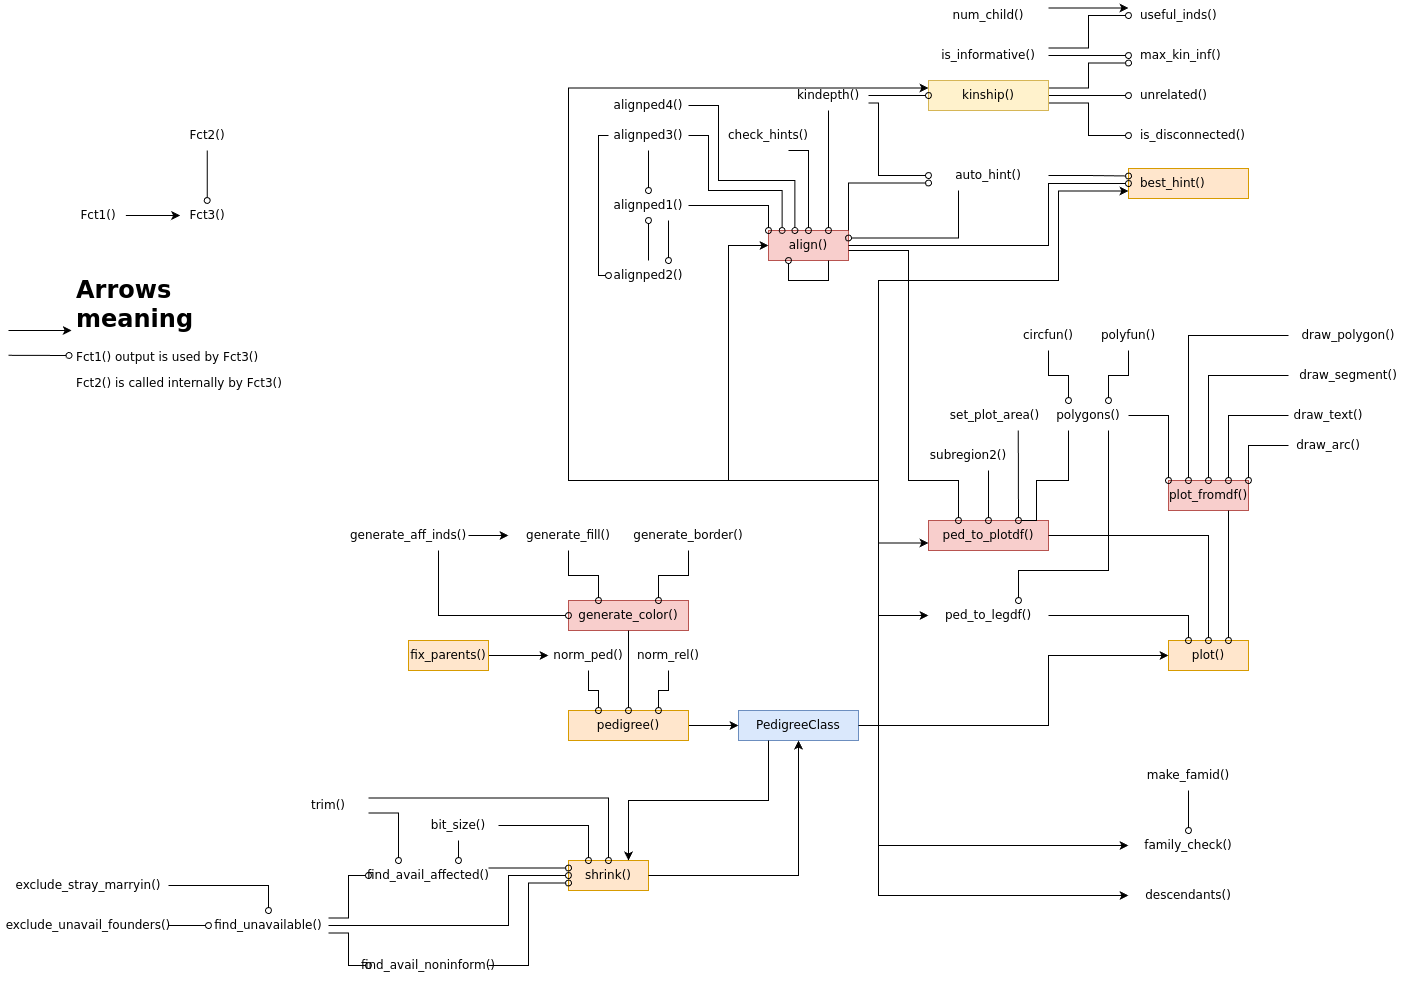 num_child()
useful_inds()
is_informative()
max_kin_inf()
kindepth()
kinship()
unrelated()
alignped4()
Fct2()
alignped3()
check_hints()
is_disconnected()
auto_hint()
best_hint()
alignped1()
Fct1()
Fct3()
align()
alignped2()
Arrows
meaning
Fct1() output is used by Fct3()
Fct2() is called internally by Fct3()
circfun()
polyfun()
draw_polygon()
draw_segment()
set_plot_area()
polygons()
draw_text()
draw_arc()
subregion2()
plot_fromdf()
generate_aff_inds()
generate_fill()
generate_border()
ped_to_plotdf()
generate_color()
ped_to_legdf()
fix_parents()
norm_ped()
norm_rel()
plot()
pedigree()
PedigreeClass
make_famid()
trim()
bit_size()
family_check()
find_avail_affected()
shrink()
exclude_stray_marryin()
descendants()
exclude_unavail_founders()
find_unavailable()
find_avail_noninform()